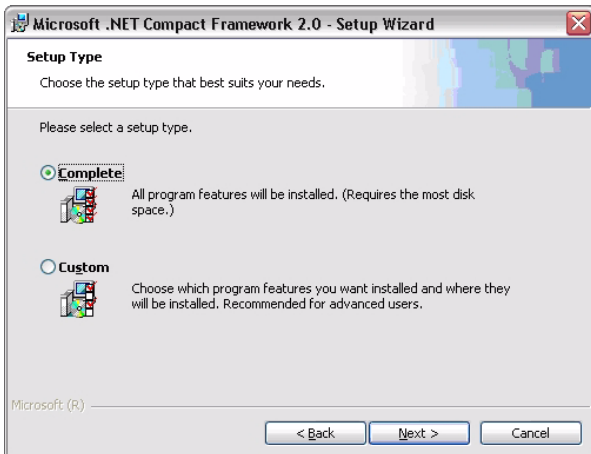 Microsoft .NET Compact Framework 2.0 - Setup Wizard
Setup Type
Choose the setup type that best suits your needs.
Please select a setup type.
Complete
All program features will be installed. (Requires the most disk
space.)
Custom
Choose which program features you want installed and where they
will be installed. Recommended for advanced users.
Microsoft (R)
< Back
Next >
Cancel